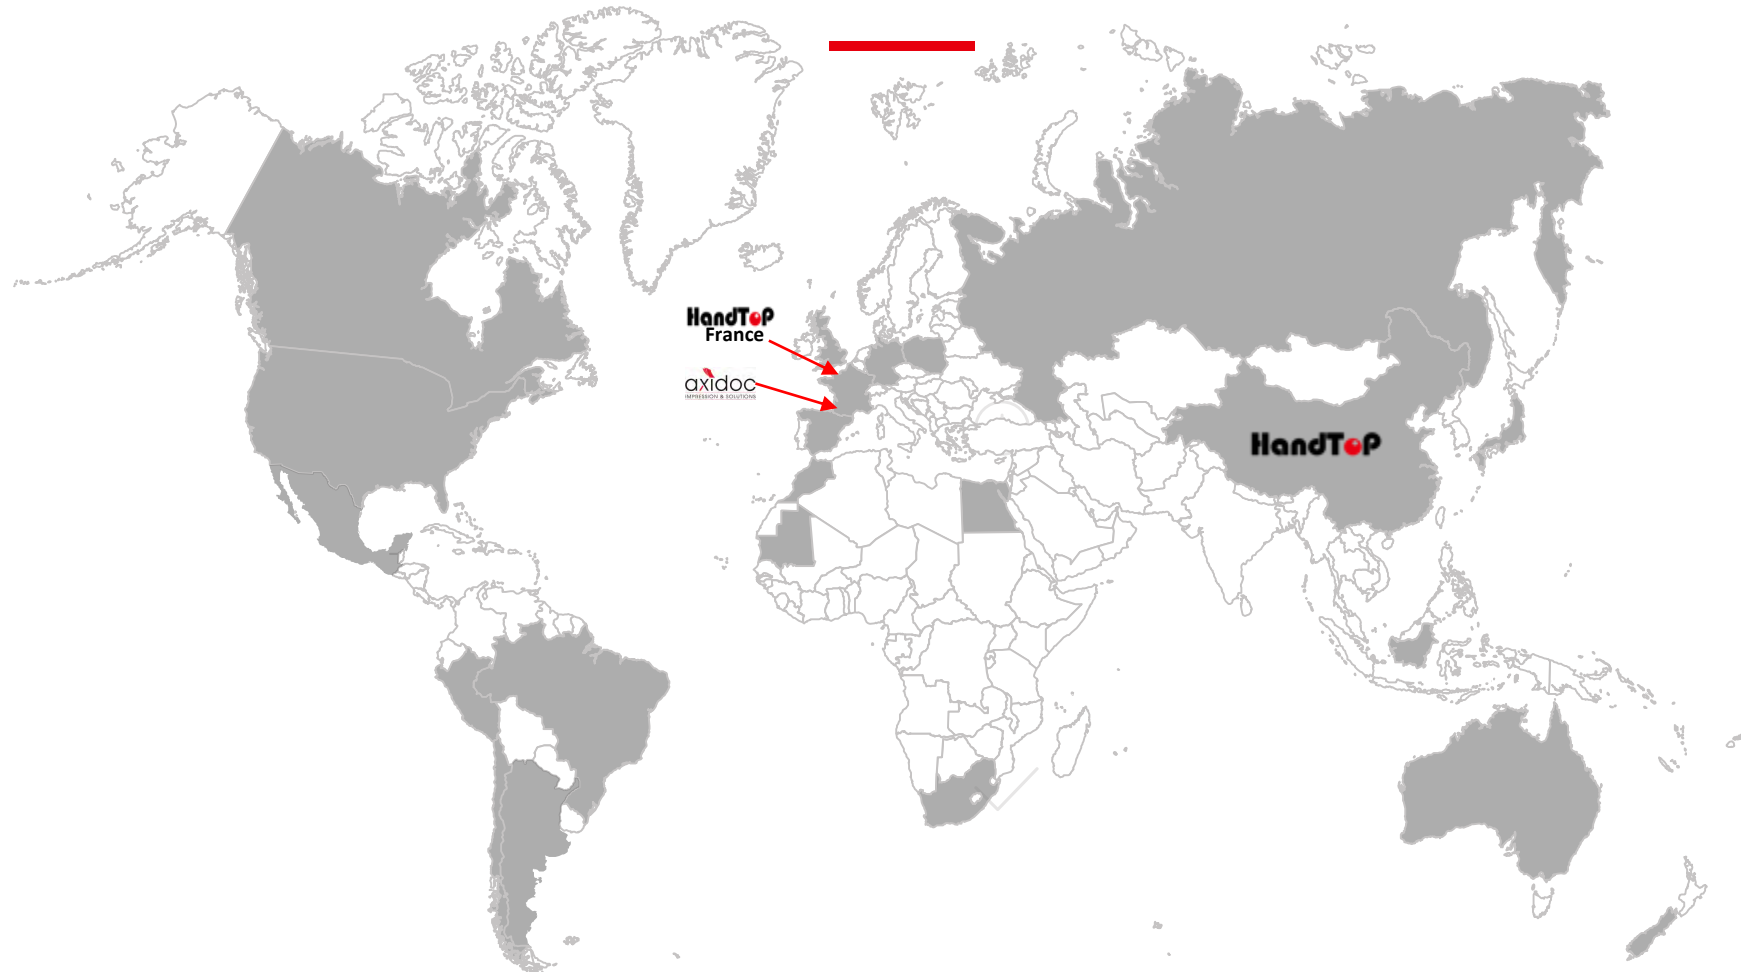 HandToP
France
axidoc
IMPRESSION & SOLUTIONS
HandToP